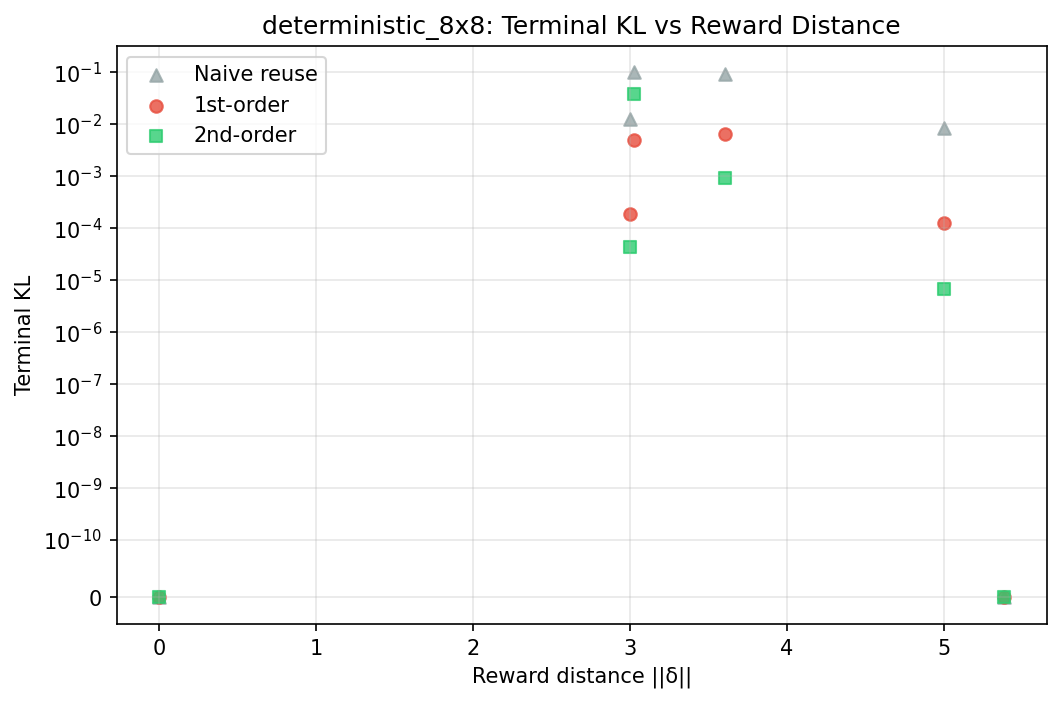 deterministic_8x8: Terminal KL vs Reward Distance
Naive reuse
1st-order
2nd-order
Terminal KL
10⁻¹
10⁻²
10⁻³
10⁻⁴
10⁻⁵
10⁻⁶
10⁻⁷
10⁻⁸
10⁻⁹
10⁻¹⁰
0
0 1 2 3 4 5
Reward distance ||δ||